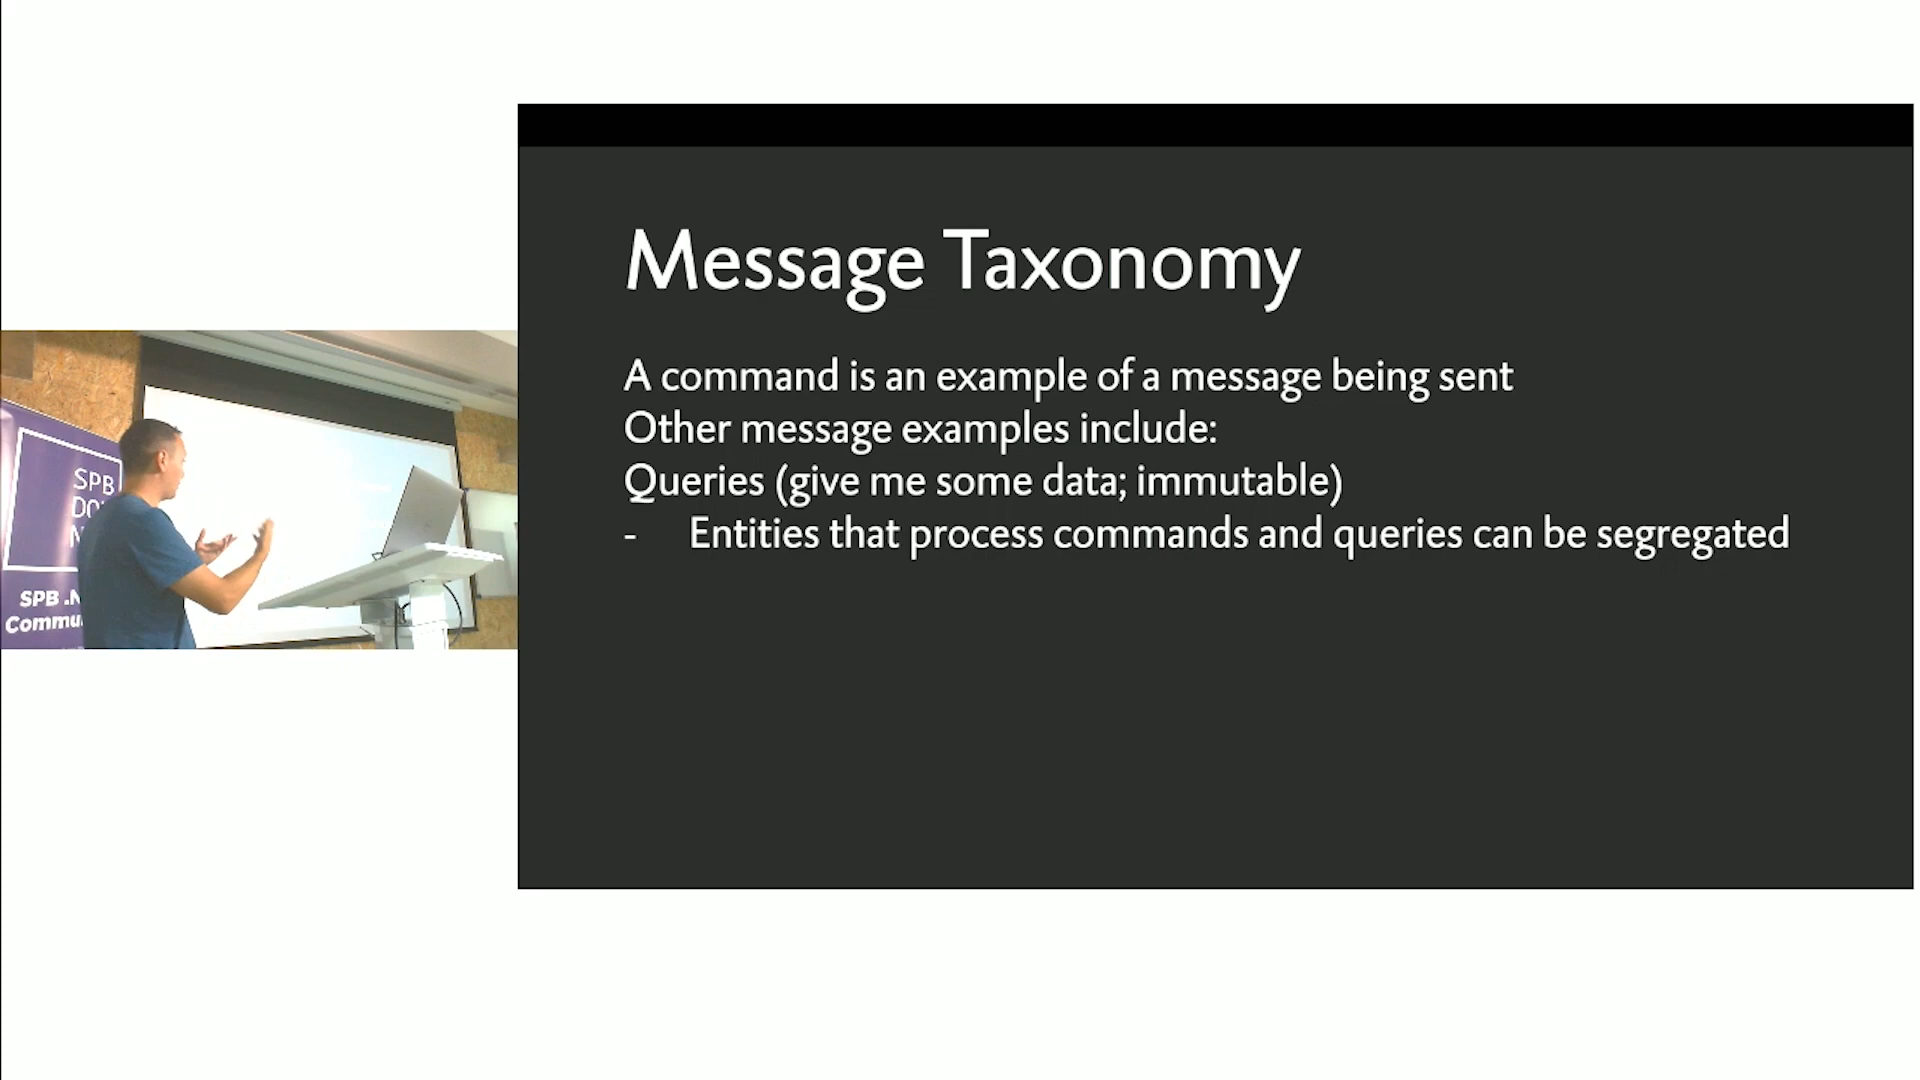 SPB
SPB
Message Taxonomy
A command is an example of a message being sent
Other message examples include:
Queries (give me some data; immutable)
- Entities that process commands and queries can be segregated